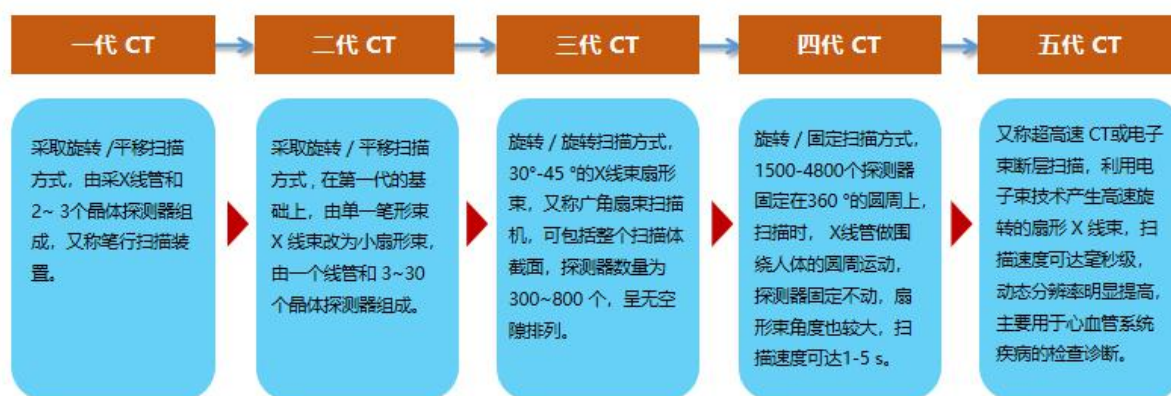 一代 CT
二代 CT
三代 CT
四代 CT
五代 CT
采取旋转 /平移扫描
方式，由采X线管和
2~ 3个晶体探测器组
成，又称笔行扫描装
置。
采取旋转 / 平移扫描
方式 , 在第一代的基
础上，由单一笔形束
X 线束改为小扇形束，
由一个线管和 3~30
个晶体探测器组成。
旋转 / 旋转扫描方式，
30°-45 °的X线束扇形
束，又称广角扇束扫描
机，可包括整个扫描体
截面，探测器数量为
300~800 个，呈无空
隙排列。
旋转 / 固定扫描方式，
1500-4800个探测器
固定在360 °的圆周上，
扫描时， X线管做围
绕人体的圆周运动，
探测器固定不动，扇
形束角度也较大，扫
描速度可达1-5 s。
又称超高速 CT或电子
束断层扫描，利用电
子束技术产生高速旋
转的扇形 X 线束，扫
描速度可达毫秒级，
动态分辨率明显提高，
主要用于心血管系统
疾病的检查诊断。